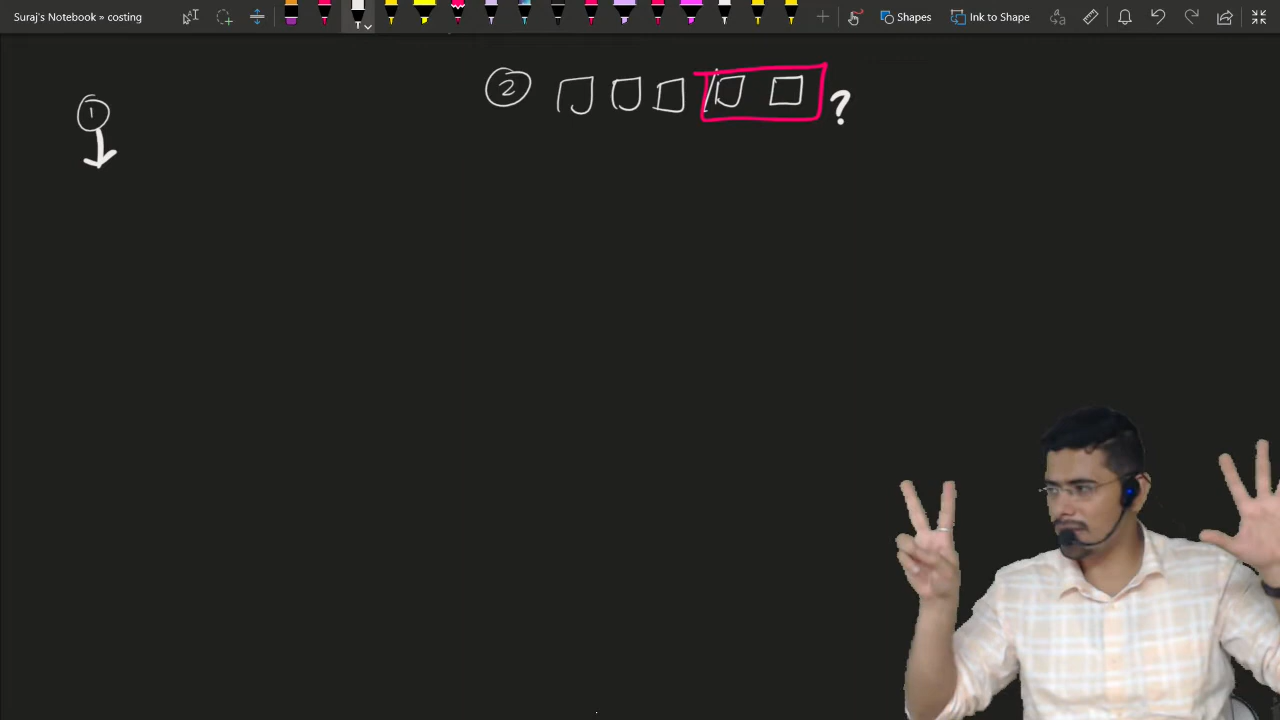 Suraj's Notebook » costing
Shapes
Ink to Shape
②
?
①